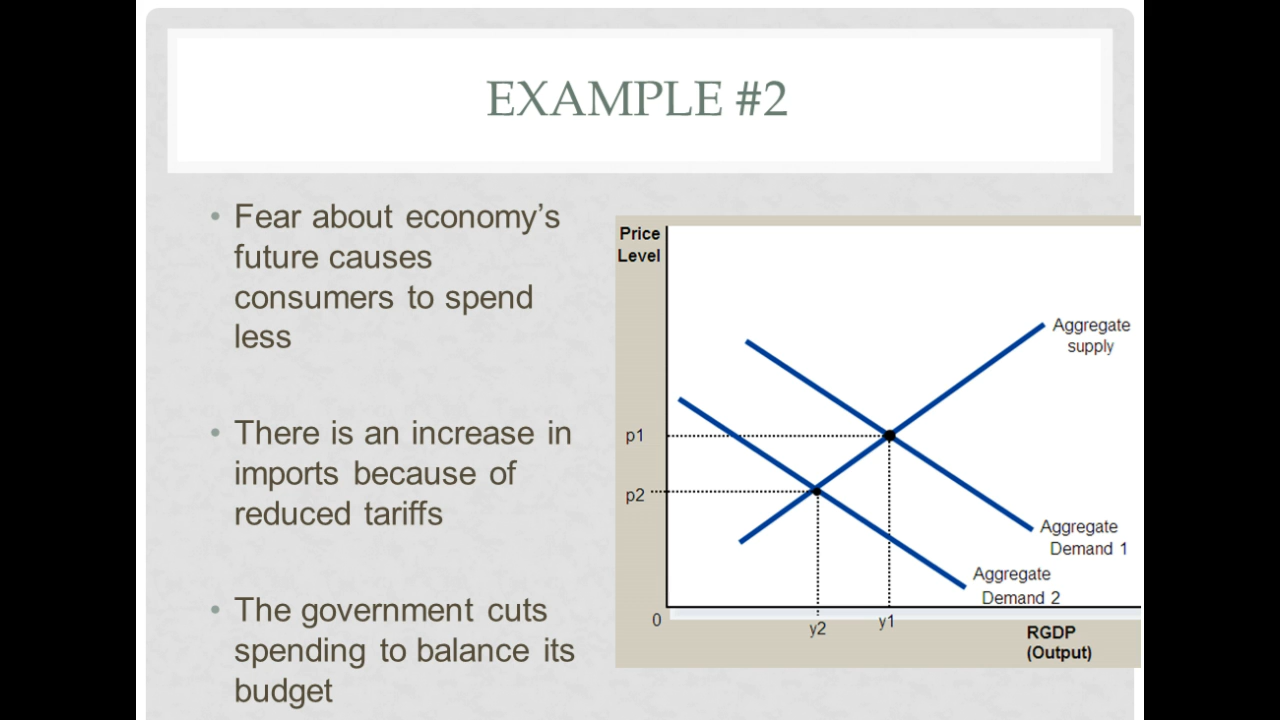 EXAMPLE #2
• Fear about economy’s
future causes
consumers to spend
less
• There is an increase in
imports because of
reduced tariffs
• The government cuts
spending to balance its
budget
Price
Level
Aggregate
supply
p1
p2
Aggregate
Demand 1
Aggregate
Demand 2
0
y2
y1
RGDP
(Output)